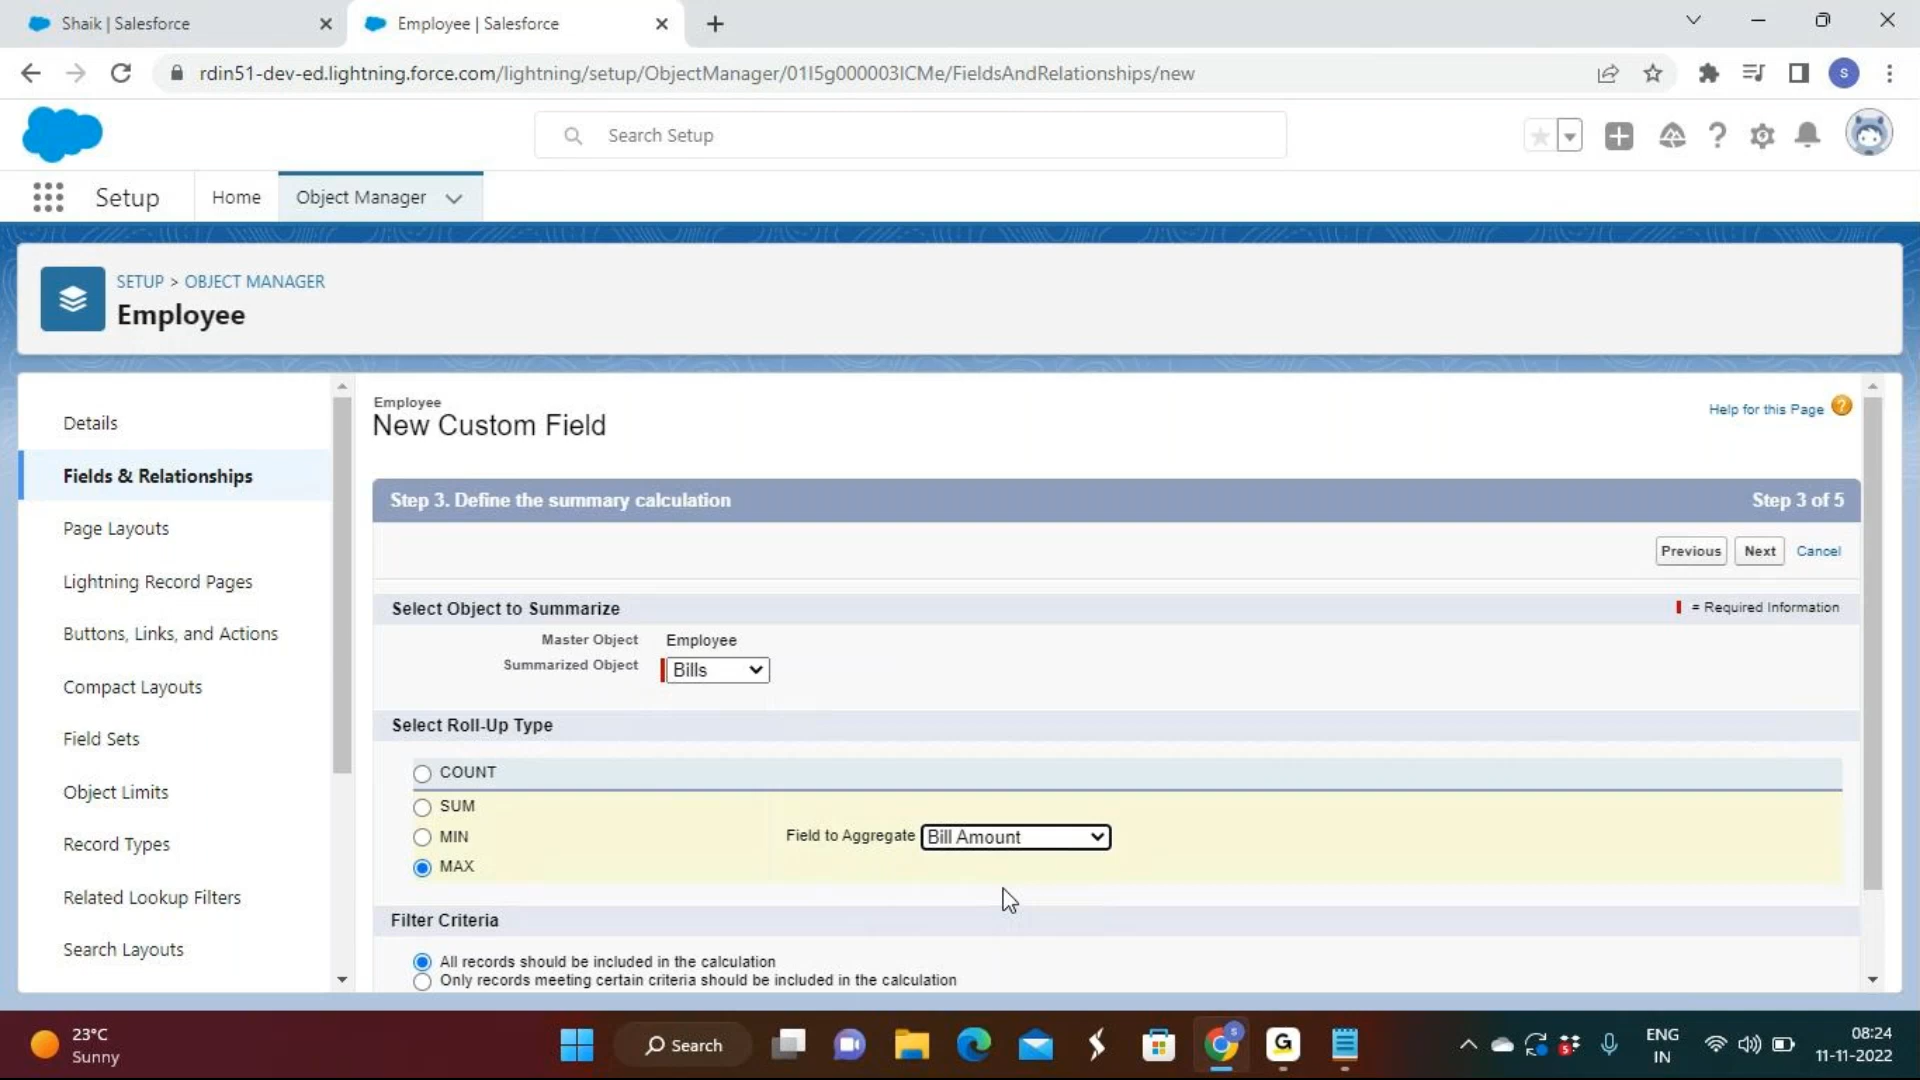 Shaik | Salesforce
Employee | Salesforce
rdin51-dev-ed.lightning.force.com/lightning/setup/ObjectManager/01I5g000003ICMe/FieldsAndRelationships/new
S
Search Setup
Setup
Home
Object Manager
SETUP > OBJECT MANAGER
Employee
Details
Fields & Relationships
Page Layouts
Lightning Record Pages
Buttons, Links, and Actions
Compact Layouts
Field Sets
Object Limits
Record Types
Related Lookup Filters
Search Layouts
Employee
New Custom Field
Help for this Page
Step 3. Define the summary calculation
Step 3 of 5
Previous
Next
Cancel
Select Object to Summarize
= Required Information
Master Object Employee
Summarized Object Bills
Select Roll-Up Type
COUNT
SUM
MIN
MAX
Field to Aggregate Bill Amount
Filter Criteria
All records should be included in the calculation
Only records meeting certain criteria should be included in the calculation
23°C
Sunny
Search
ENG
IN
08:24
11-11-2022